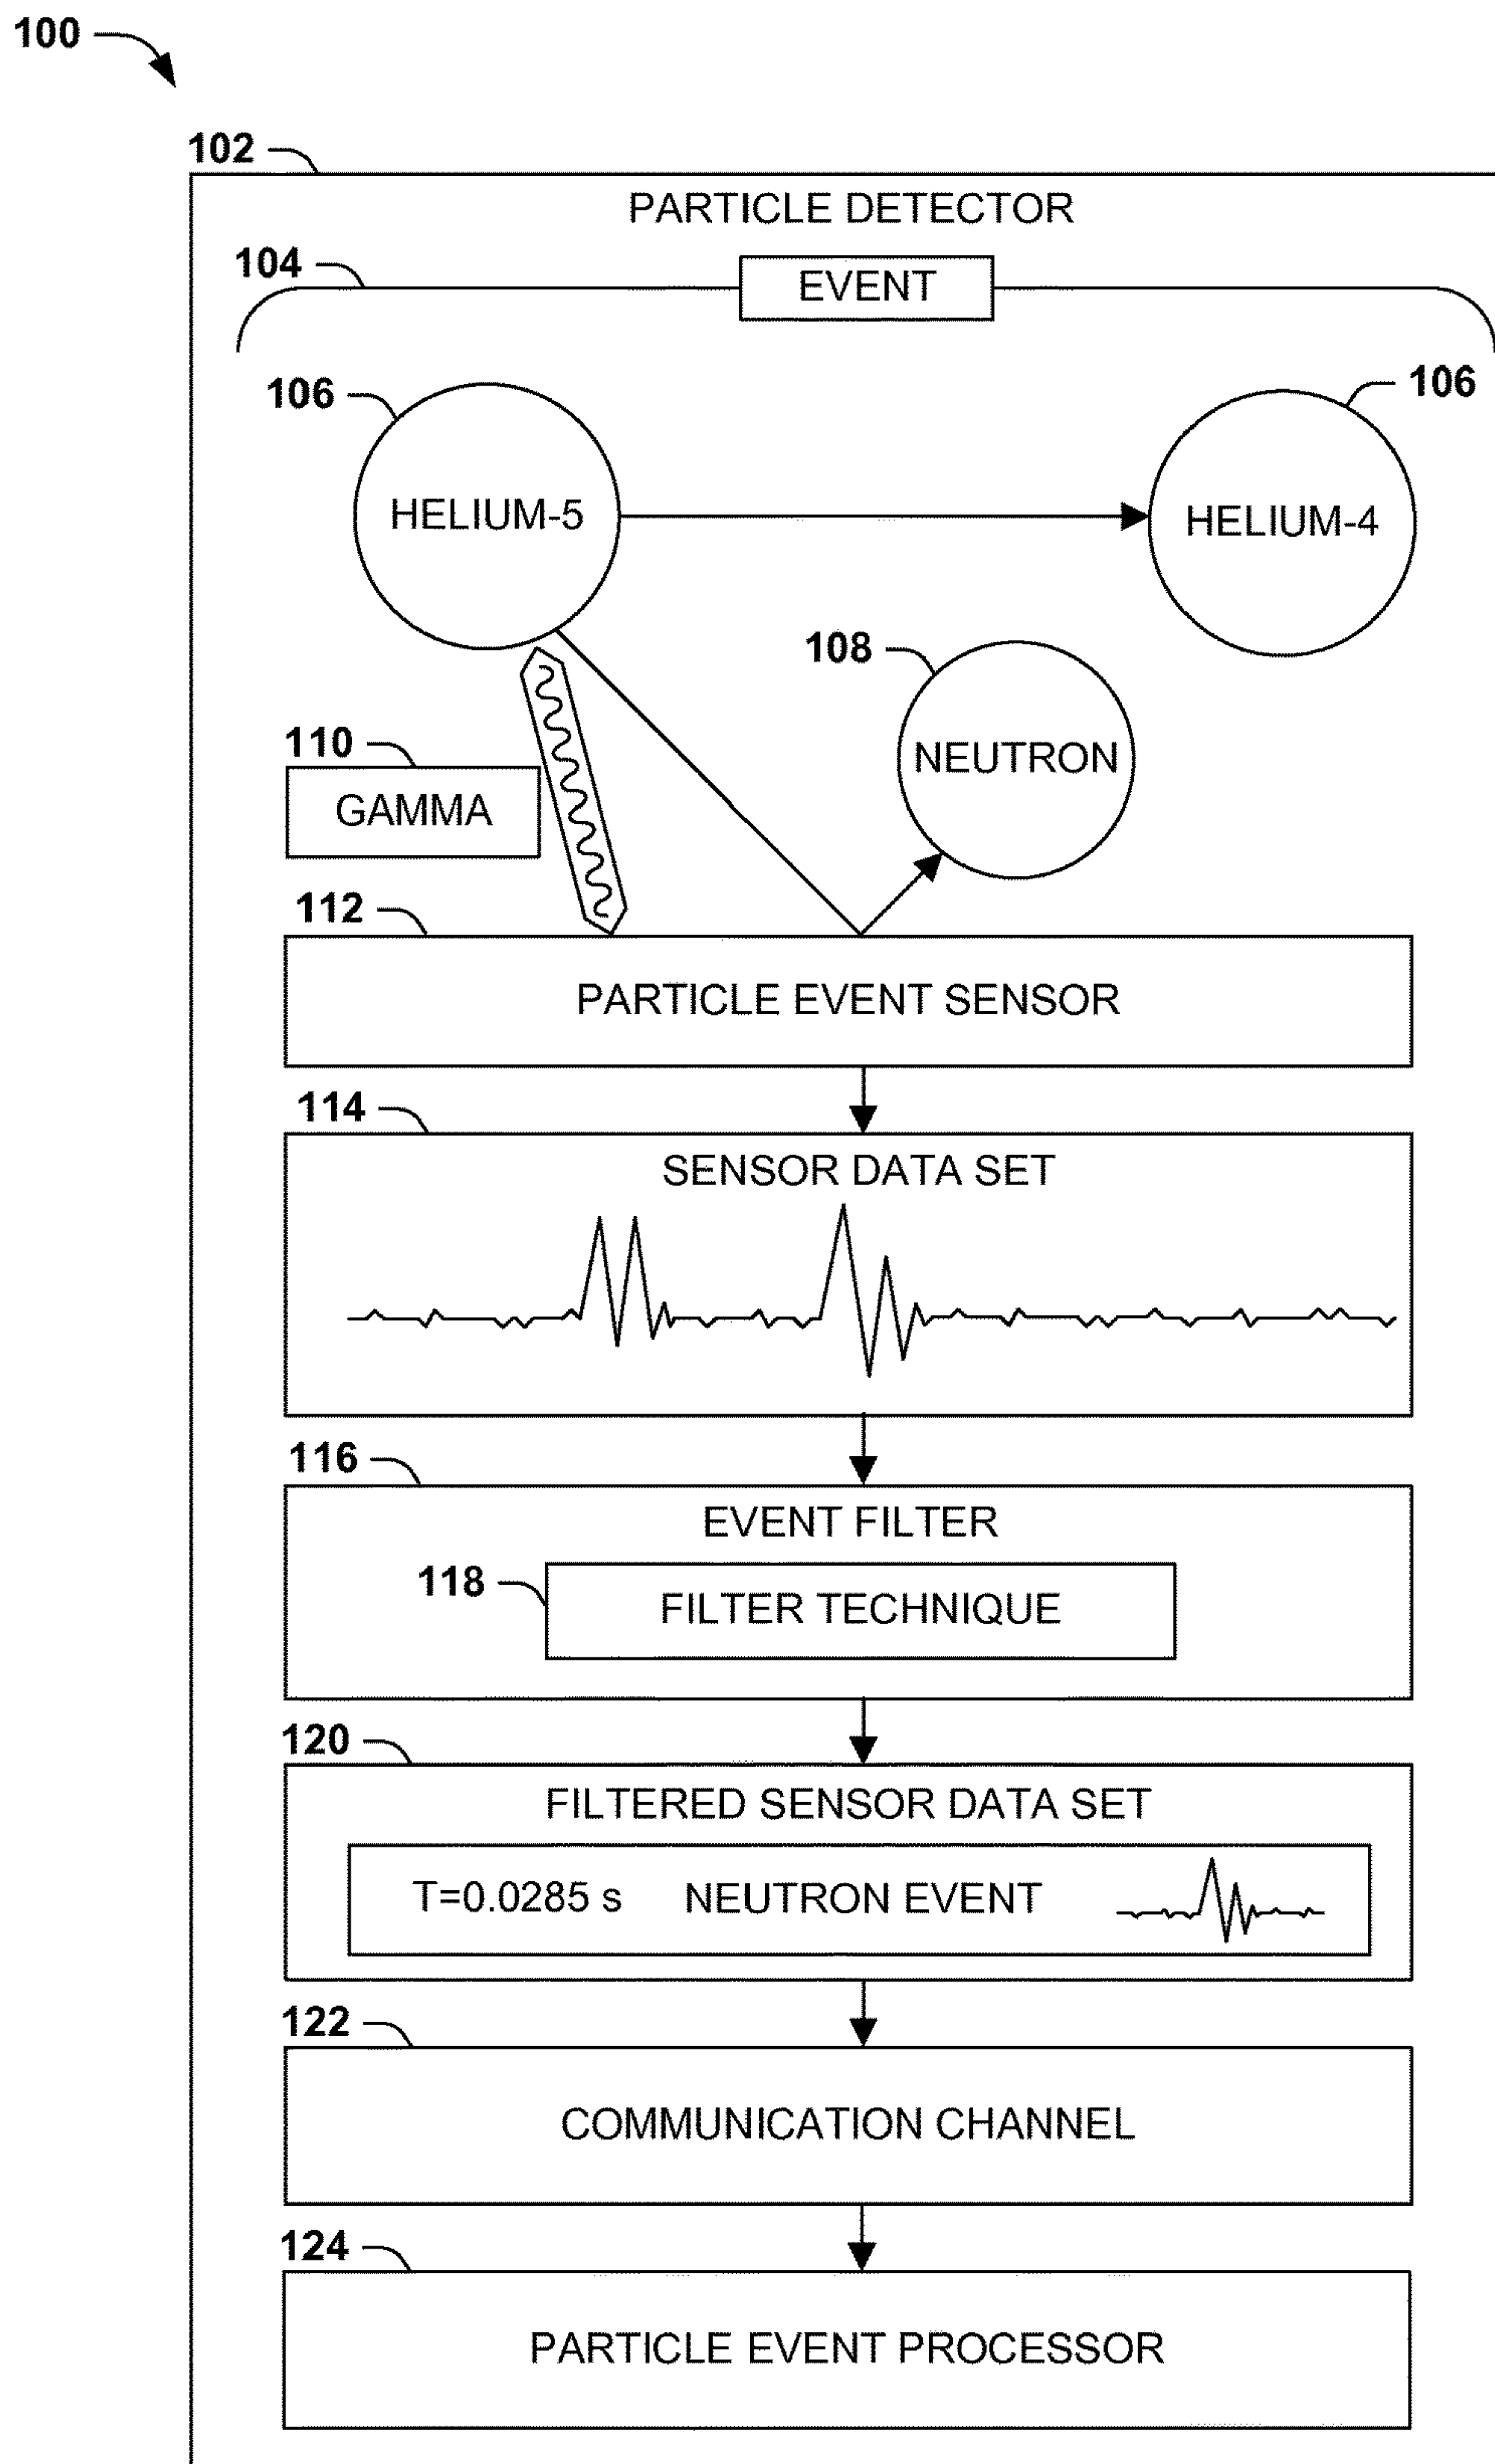 100
102
PARTICLE DETECTOR
104
EVENT
106
106
HELIUM-5
HELIUM-4
108
NEUTRON
110
GAMMA
112
PARTICLE EVENT SENSOR
114
SENSOR DATA SET
116
EVENT FILTER
118
FILTER TECHNIQUE
120
FILTERED SENSOR DATA SET
T=0.0285 s NEUTRON EVENT
122
COMMUNICATION CHANNEL
124
PARTICLE EVENT PROCESSOR